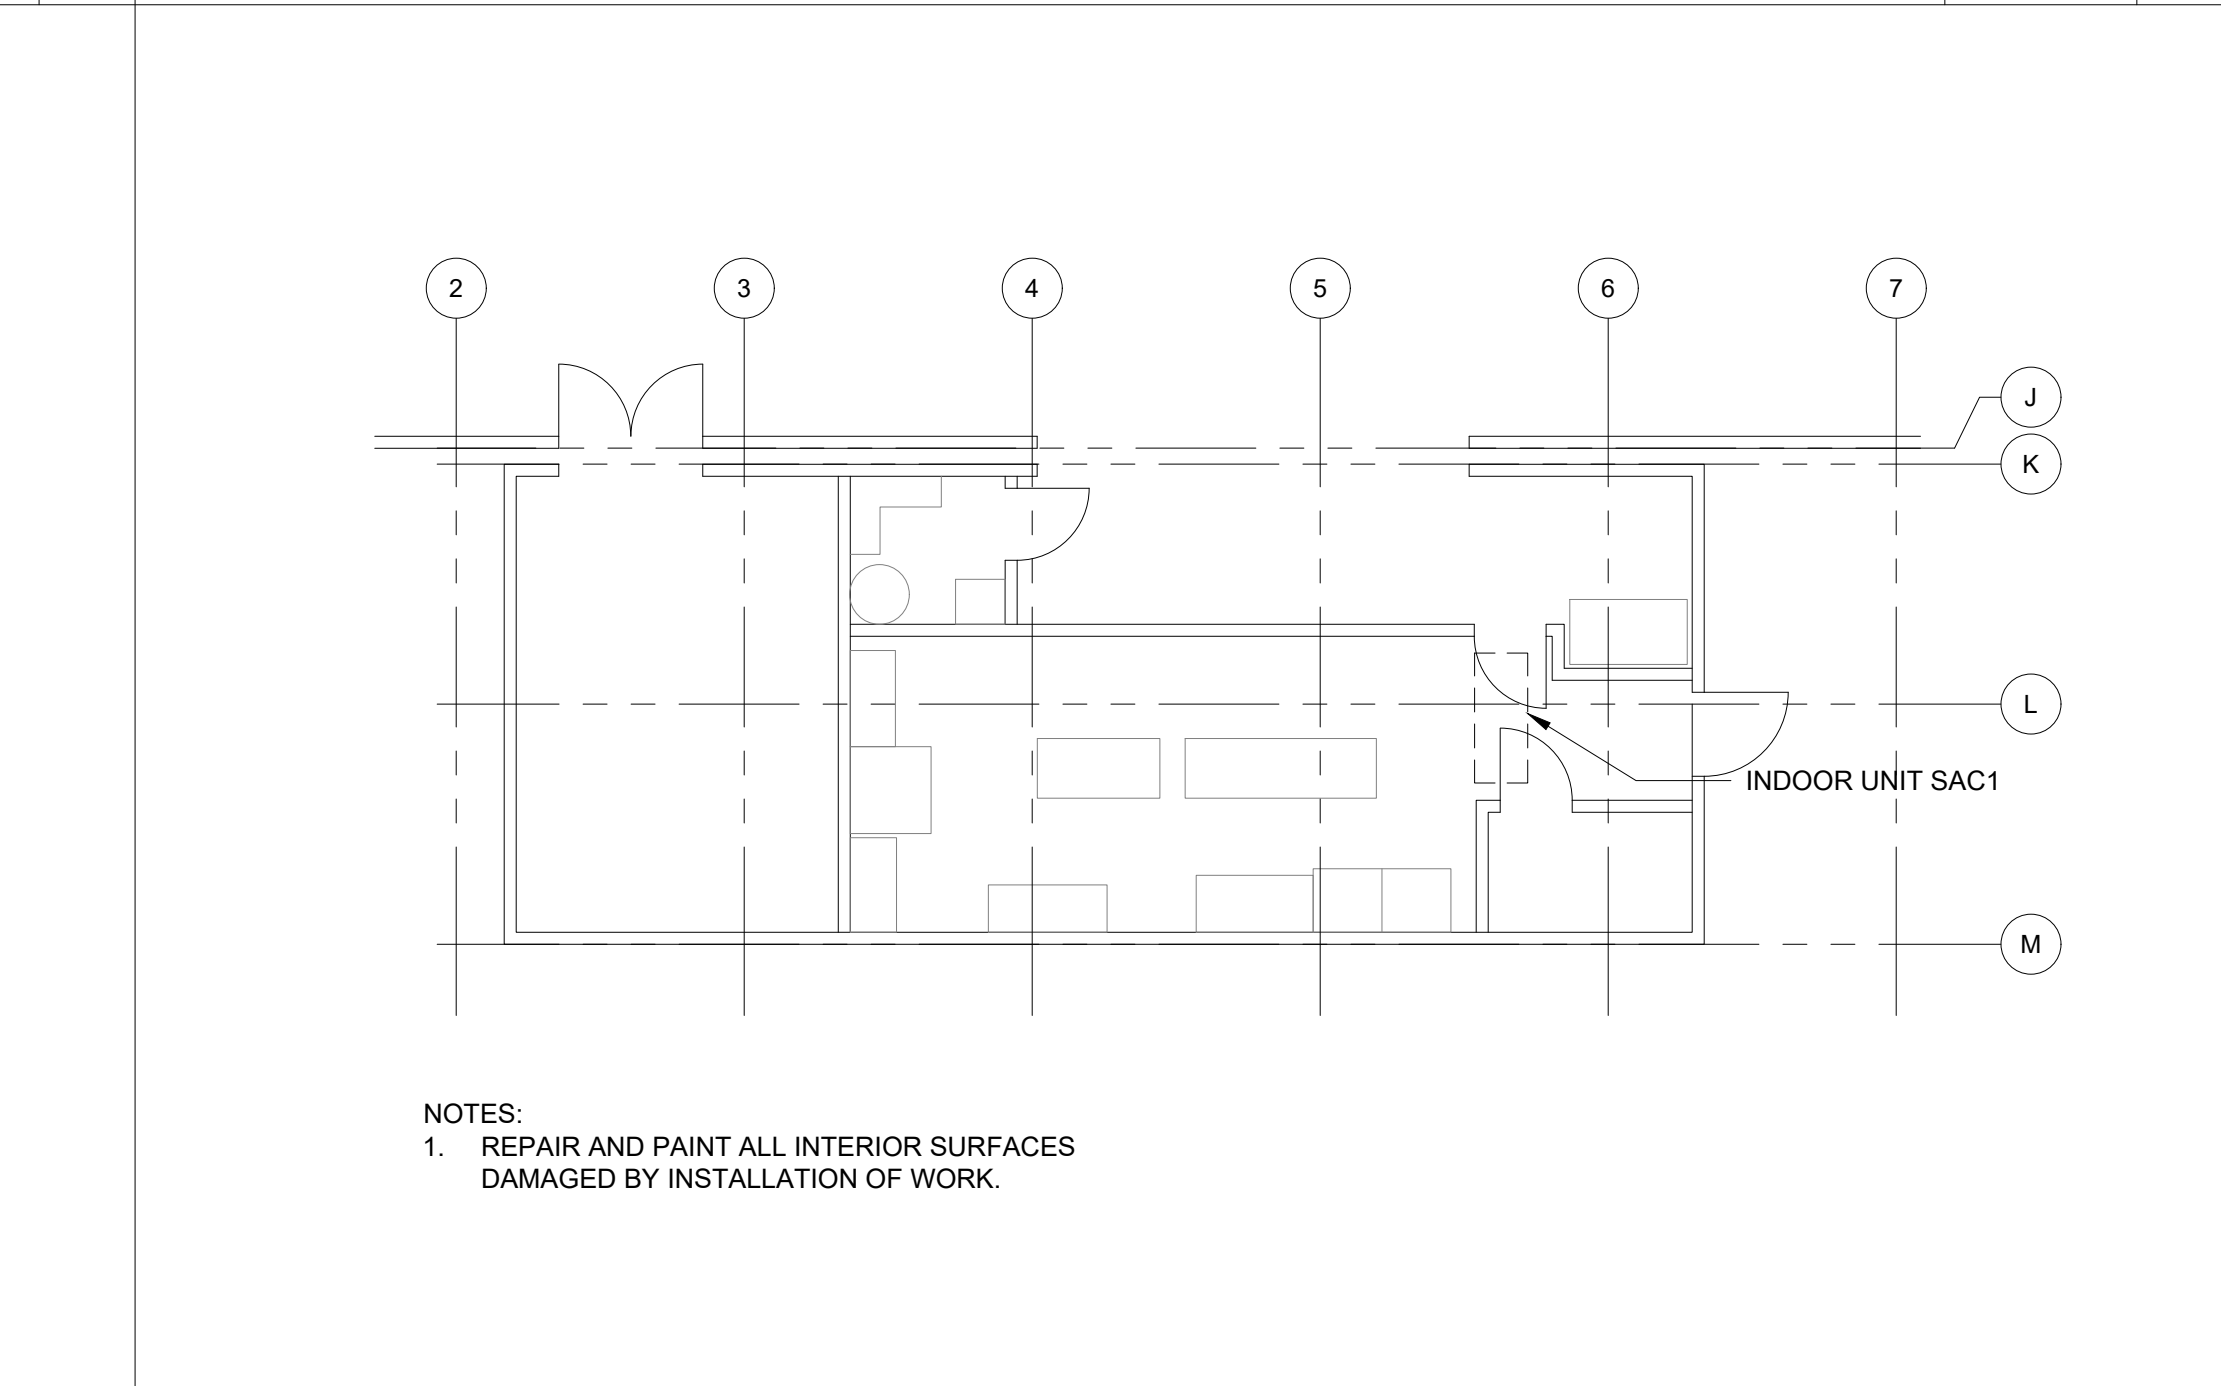 2
3
4
5
6
7
J
K
L
INDOOR UNIT SAC1
M
NOTES:
1. REPAIR AND PAINT ALL INTERIOR SURFACES
DAMAGED BY INSTALLATION OF WORK.